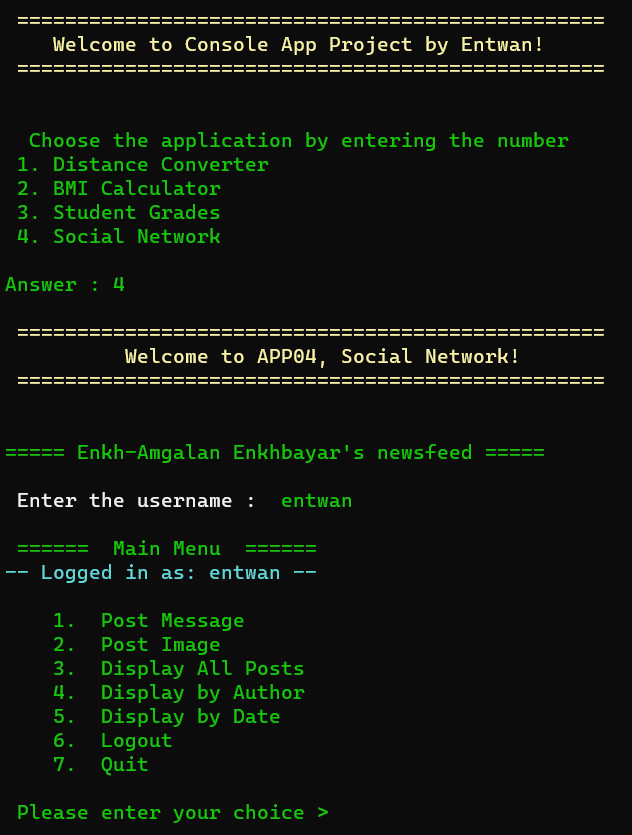 =================================================
Welcome to Console App Project by Entwan!
=================================================
Choose the application by entering the number
1. Distance Converter
2. BMI Calculator
3. Student Grades
4. Social Network
Answer : 4
=================================================
Welcome to APP04, Social Network!
=================================================
===== Enkh-Amgalan Enkhbayar's newsfeed =====
Enter the username :  entwan
======  Main Menu  ======
-- Logged in as: entwan --
1.  Post Message
2.  Post Image
3.  Display All Posts
4.  Display by Author
5.  Display by Date
6.  Logout
7.  Quit
Please enter your choice >